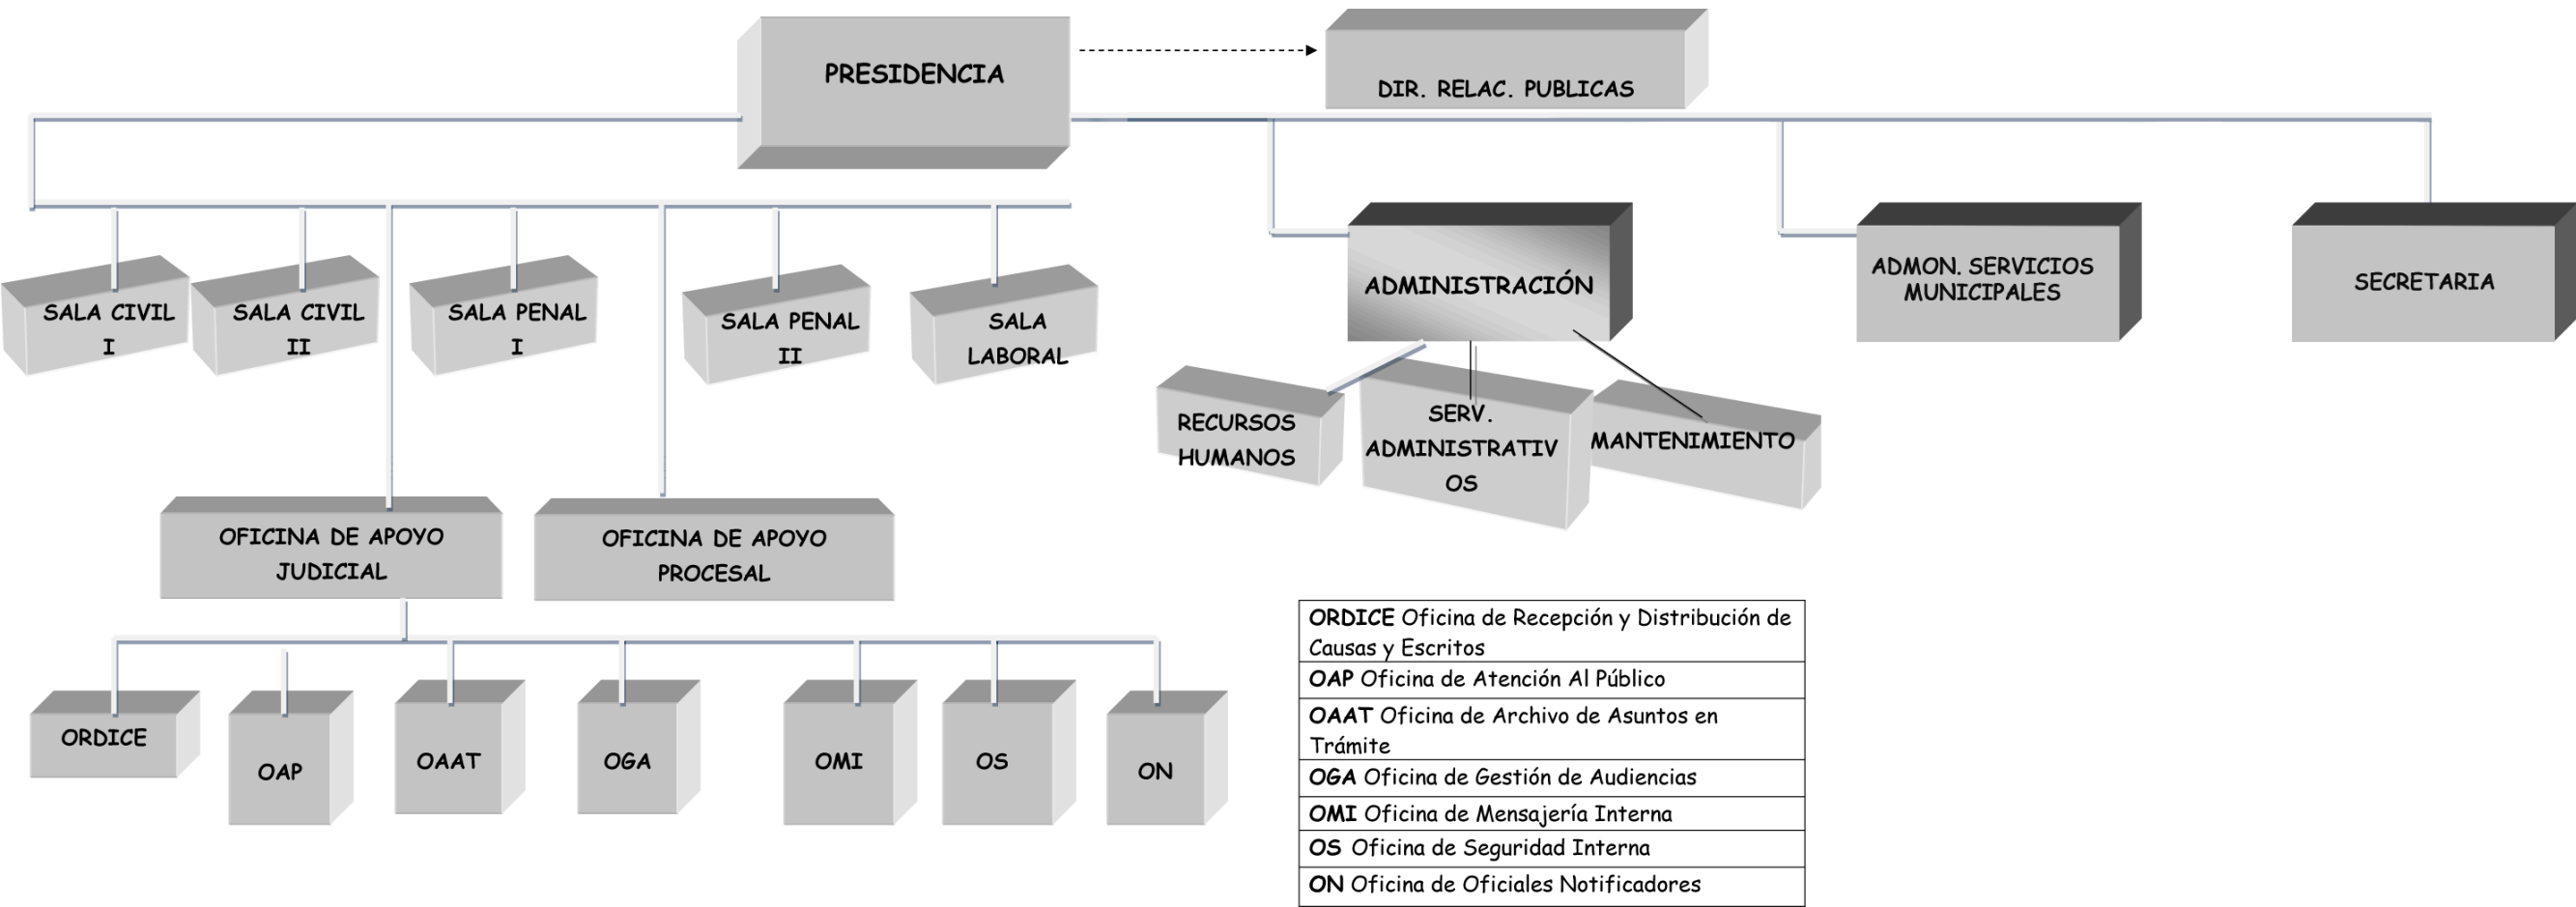 PRESIDENCIA
DIR. RELAC. PUBLICAS
SALA CIVIL
I
SALA CIVIL
II
SALA PENAL
I
SALA PENAL
II
SALA
LABORAL
ADMINISTRACIÓN
ADMON. SERVICIOS
MUNICIPALES
SECRETARIA
RECURSOS
HUMANOS
SERV.
ADMINISTRATIV
OS
MANTENIMIENTO
OFICINA DE APOYO
JUDICIAL
OFICINA DE APOYO
PROCESAL
ORDICE
OAP
OAAT
OGA
OMI
OS
ON
ORDICE Oficina de Recepción y Distribución de
Causas y Escritos
OAP Oficina de Atención Al Público
OAAT Oficina de Archivo de Asuntos en
Trámite
OGA Oficina de Gestión de Audiencias
OMI Oficina de Mensajería Interna
OS Oficina de Seguridad Interna
ON Oficina de Oficiales Notificadores